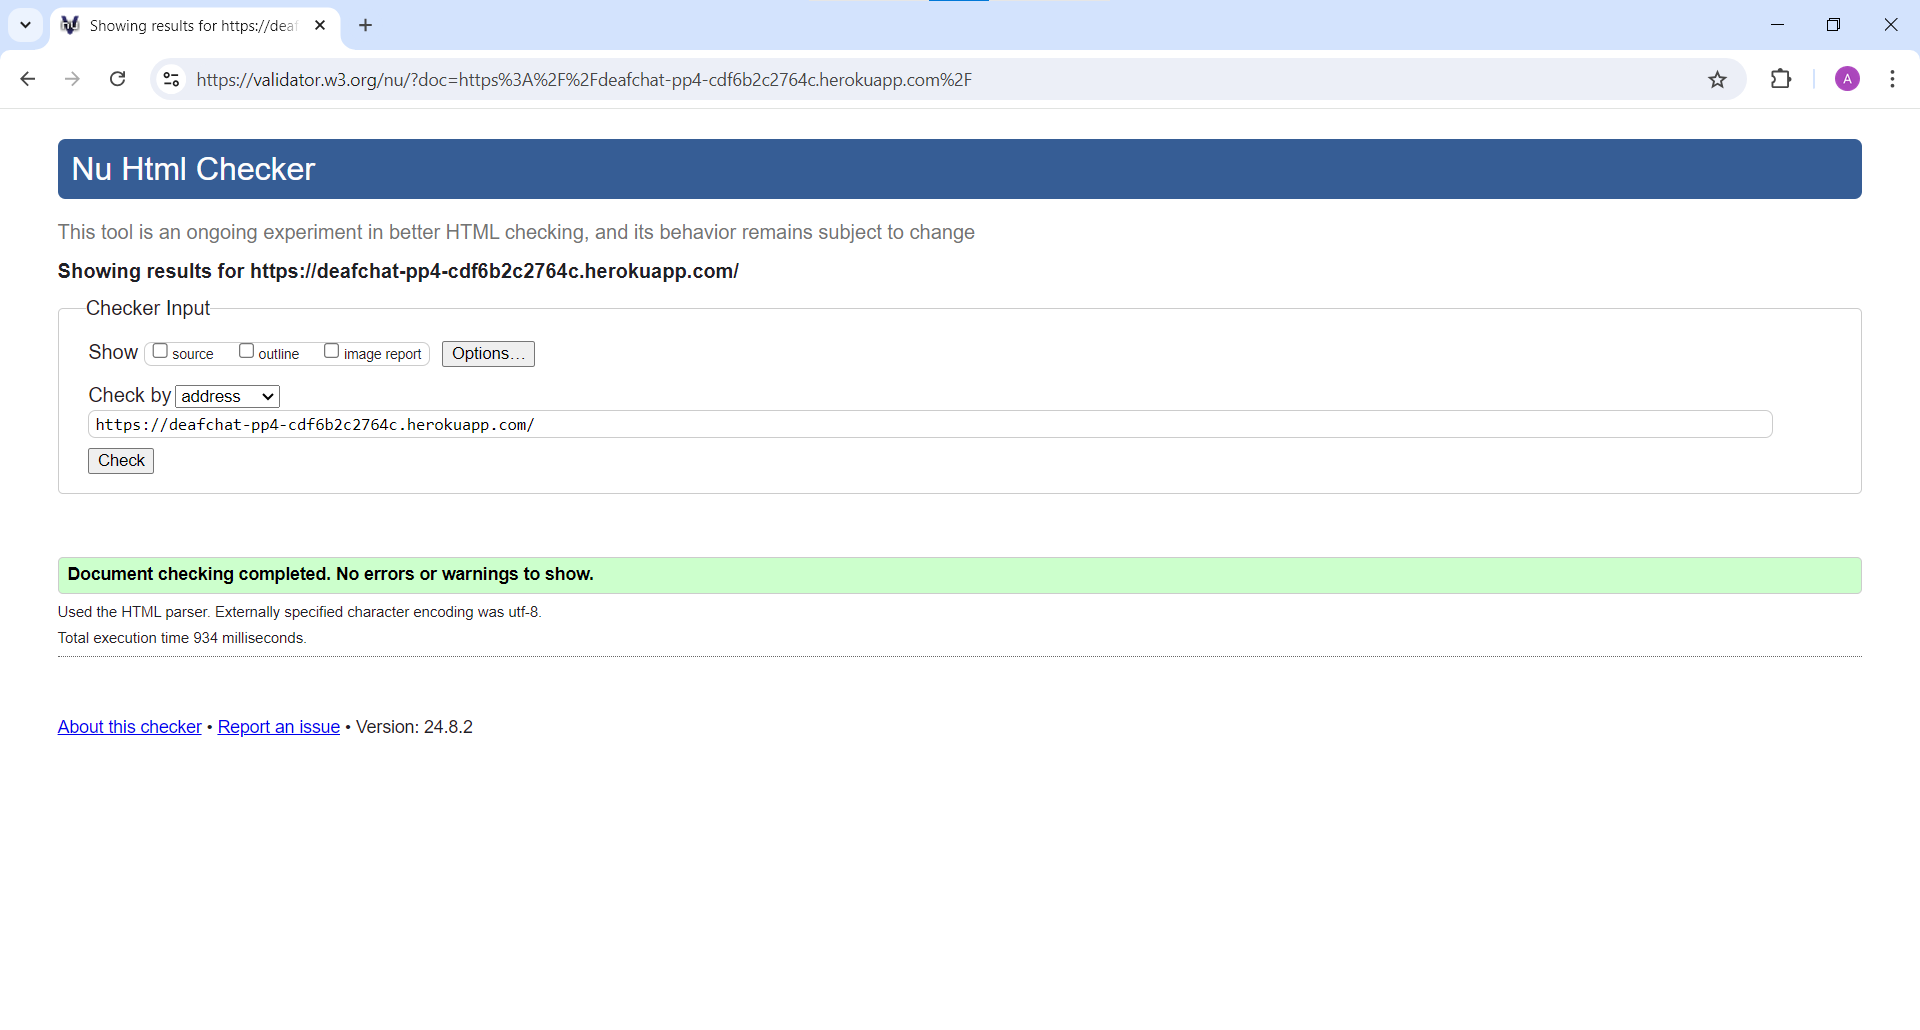 Showing results for https://deaf
https://validator.w3.org/nu/?doc=https%3A%2F%2Fdeafchat-pp4-cdf6b2c2764c.herokuapp.com%2F
A
Nu Html Checker
This tool is an ongoing experiment in better HTML checking, and its behavior remains subject to change
Showing results for https://deafchat-pp4-cdf6b2c2764c.herokuapp.com/
Checker Input
Show source outline image report Options…
Check by address
https://deafchat-pp4-cdf6b2c2764c.herokuapp.com/
Check
Document checking completed. No errors or warnings to show.
Used the HTML parser. Externally specified character encoding was utf-8.
Total execution time 934 milliseconds.
About this checker • Report an issue • Version: 24.8.2